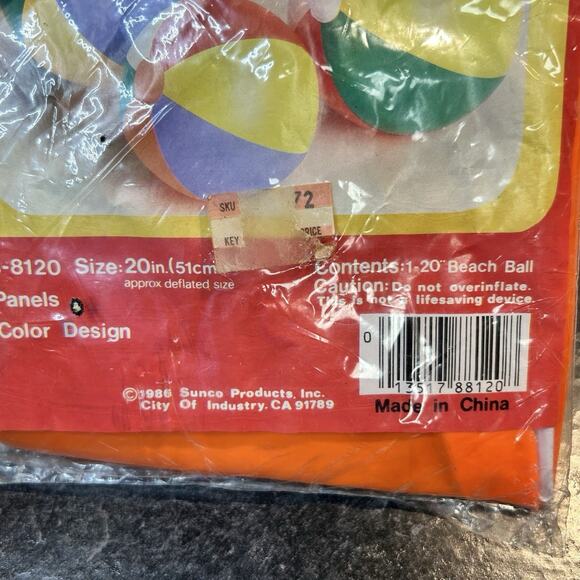 SKU 72
KEY PRICE
-8120 Size: 20in.(51cm
approx deflated size
Panels
Color Design
Contents: 1-20" Beach Ball
Caution: Do not overinflate.
This is not a lifesaving device.
©1986 Sunco Products, Inc.
City Of Industry. CA 91789
0 13517 88120
Made in China